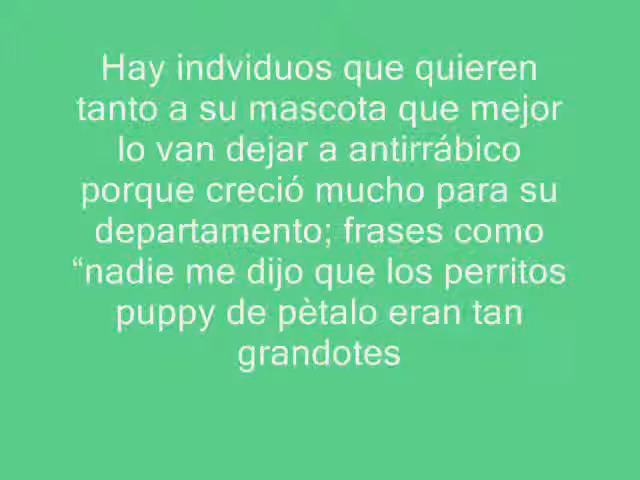 Hay indviduos que quieren
tanto a su mascota que mejor
lo van dejar a antirrábico
porque creció mucho para su
departamento; frases como
“nadie me dijo que los perritos
puppy de pètalo eran tan
grandotes